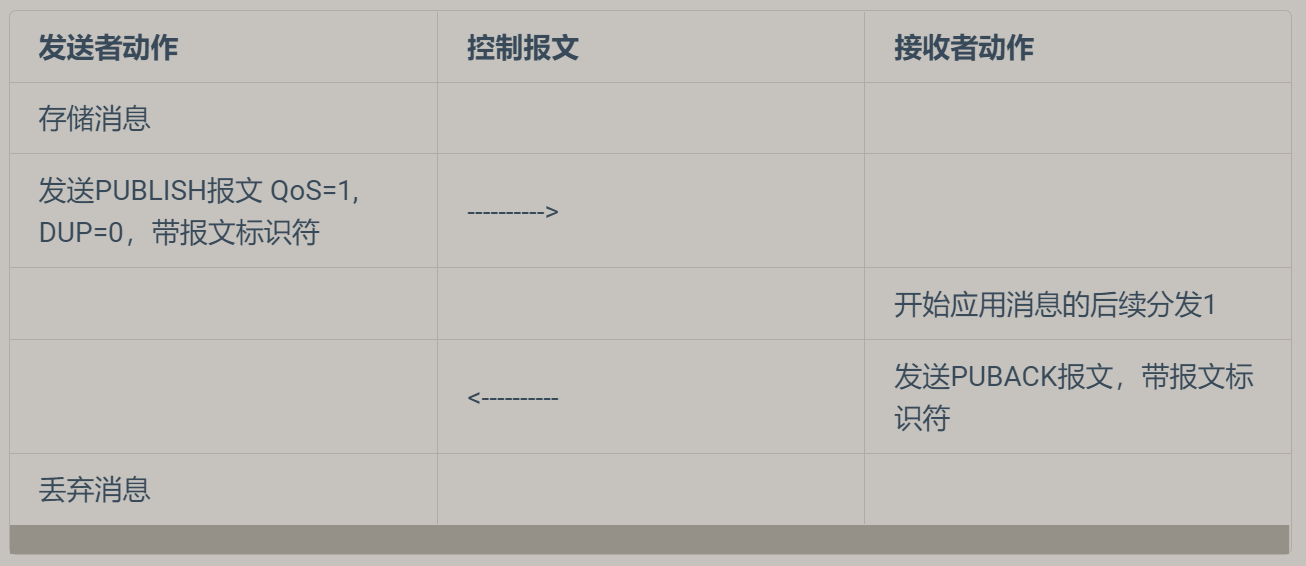 发送者动作 控制报文 接收者动作
存储消息
发送PUBLISH报文 QoS=1,
DUP=0，带报文标识符
---------->
开始应用消息的后续分发1
<----------
发送PUBACK报文，带报文标
识符
丢弃消息